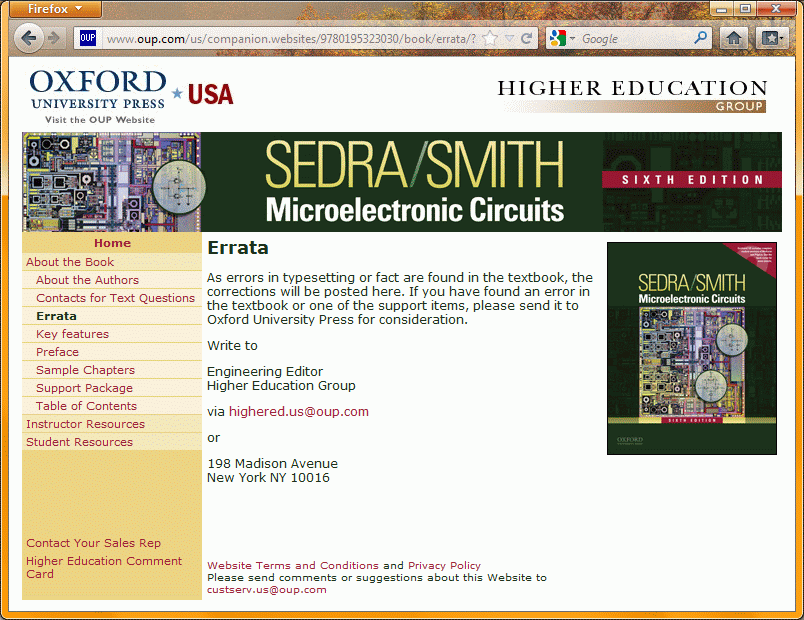 Firefox
OUP
www.oup.com/us/companion.websites/9780195323030/book/errata/?
Google
OXFORD
UNIVERSITY PRESS
USA
Visit the OUP Website
HIGHER EDUCATION
GROUP
SEDRA/SMITH
Microelectronic Circuits
SIXTH EDITION
Home
About the Book
About the Authors
Contacts for Text Questions
Errata
Key features
Preface
Sample Chapters
Support Package
Table of Contents
Instructor Resources
Student Resources
Contact Your Sales Rep
Higher Education Comment
Card
Errata
As errors in typesetting or fact are found in the textbook, the
corrections will be posted here. If you have found an error in
the textbook or one of the support items, please send it to
Oxford University Press for consideration.
Write to
Engineering Editor
Higher Education Group
via highered.us@oup.com
or
198 Madison Avenue
New York NY 10016
SEDRA/SMITH
Microelectronic Circuits
SIXTH EDITION
OXFORD
Website Terms and Conditions and Privacy Policy
Please send comments or suggestions about this Website to
custserv.us@oup.com